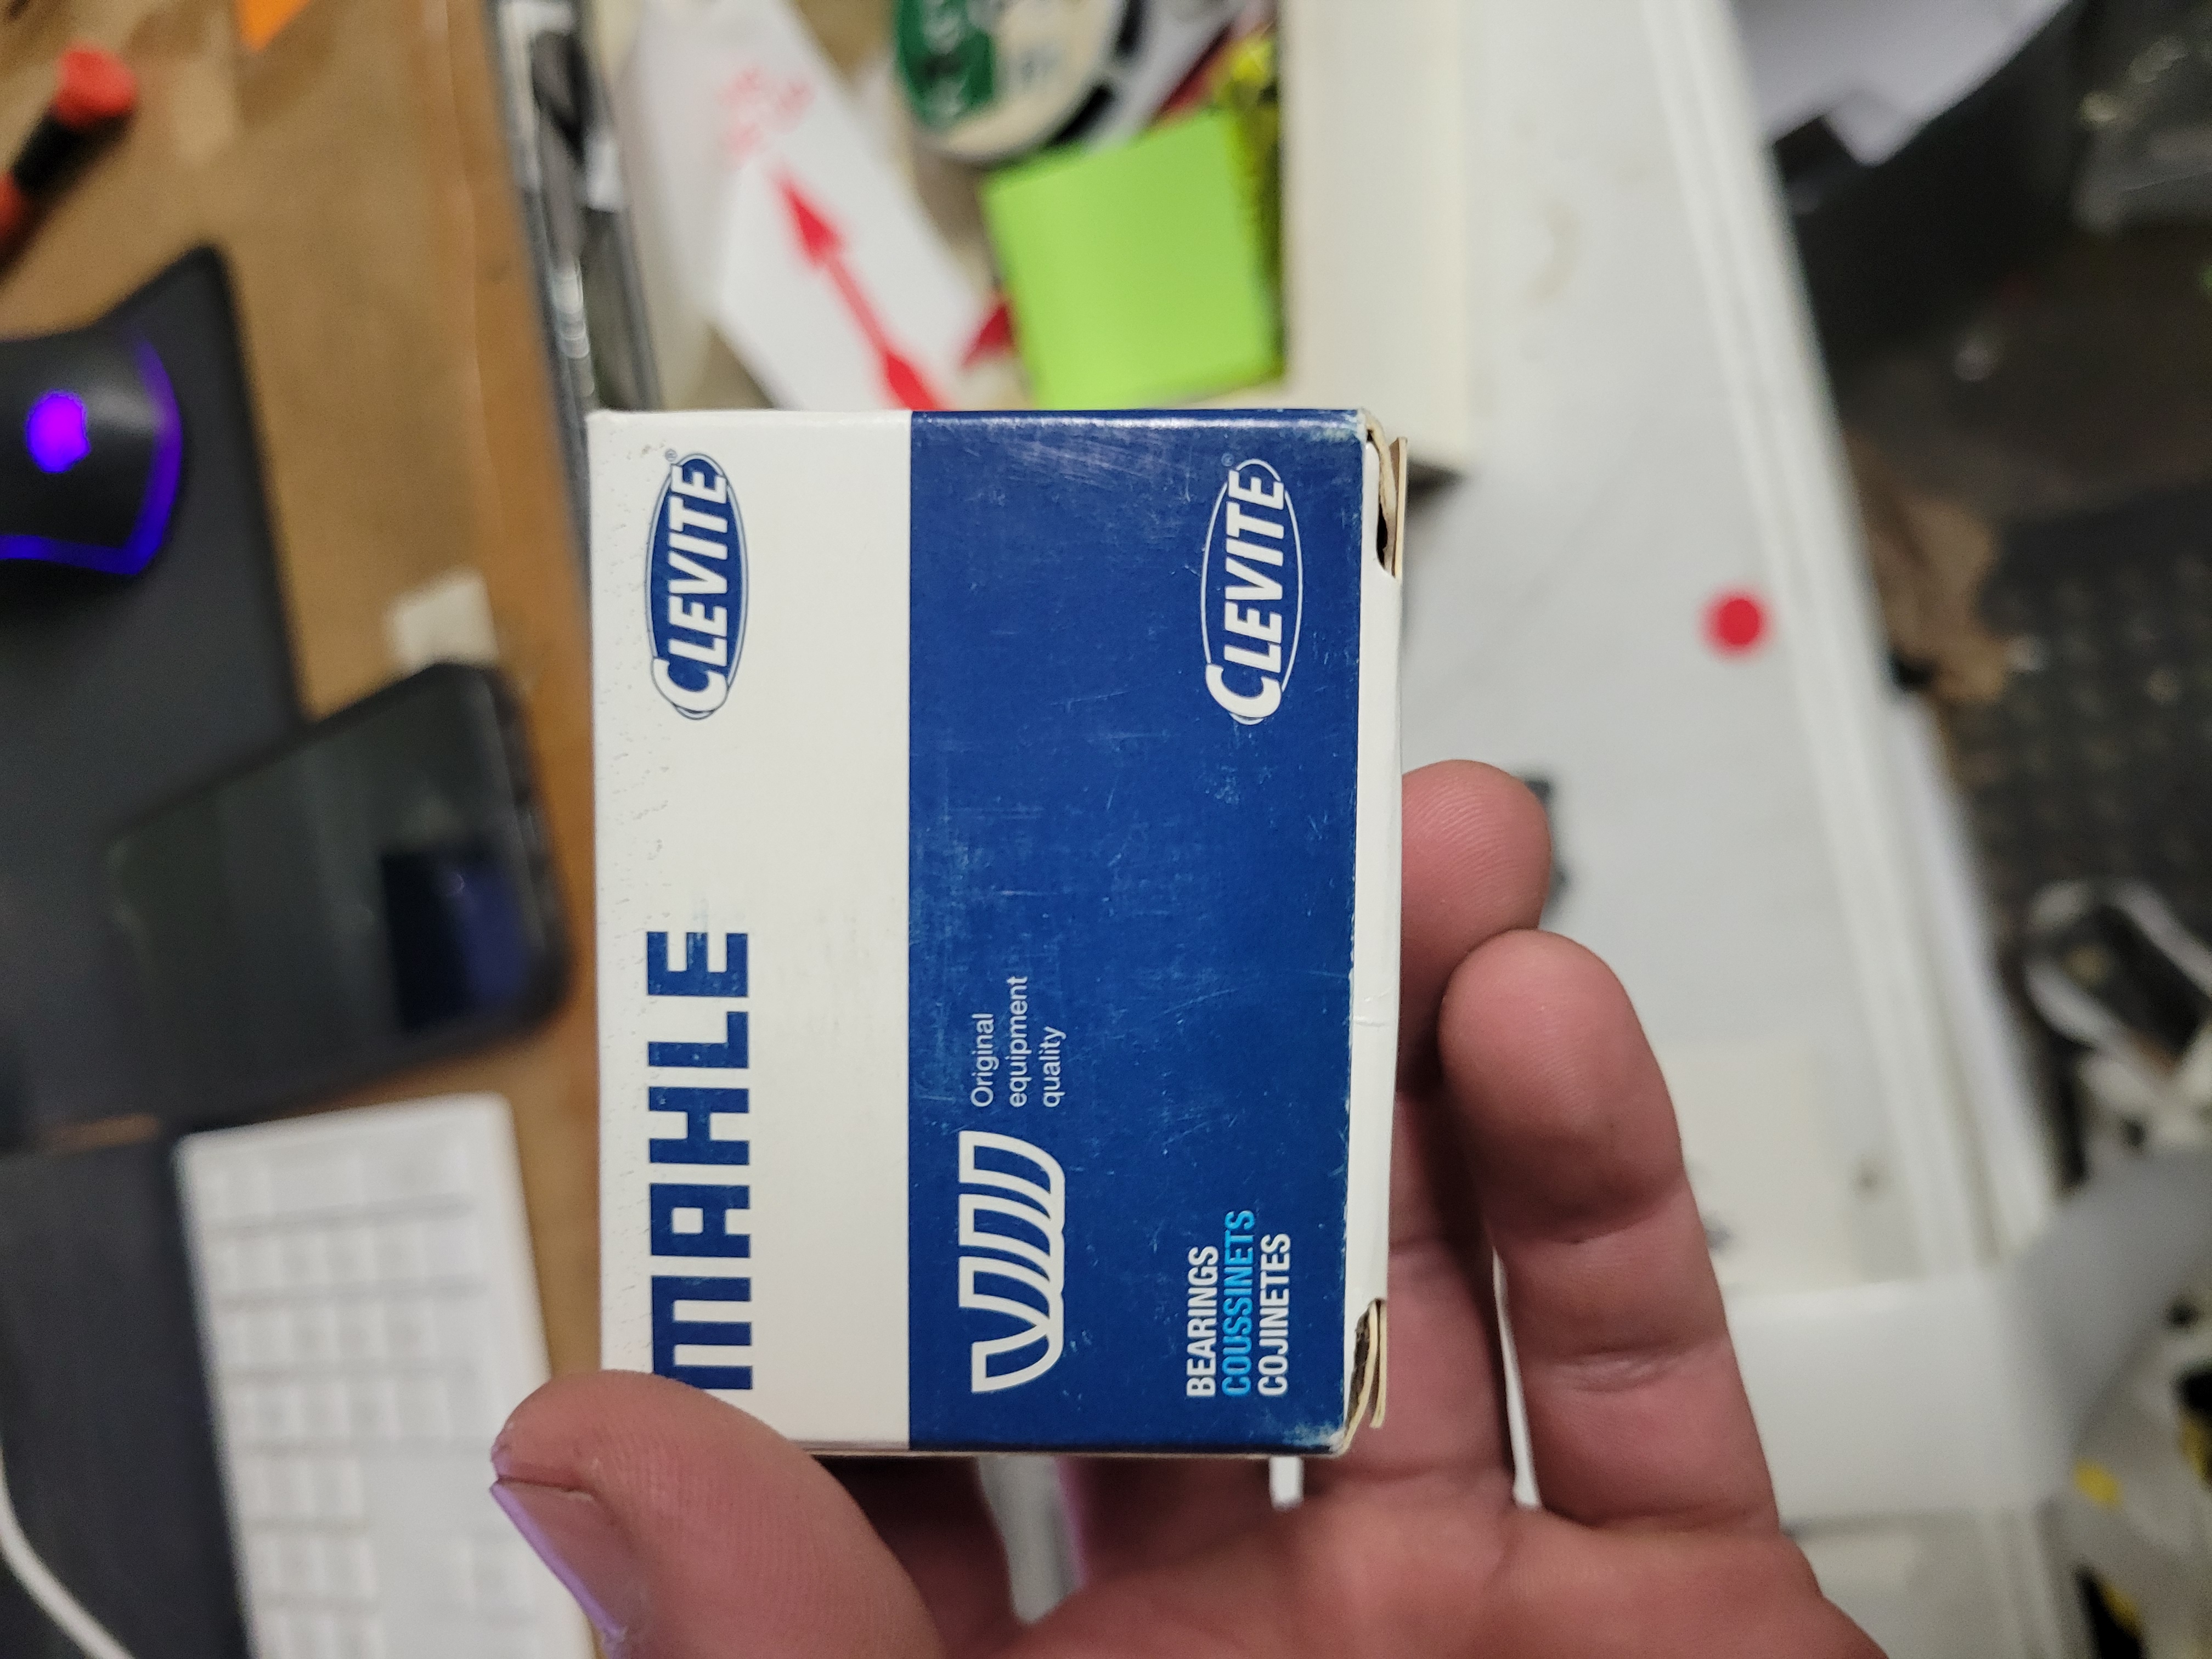 MAHLE
CLEVITE®
Original
equipment
quality
BEARINGS
COUSSINETS
COJINETES
CLEVITE®